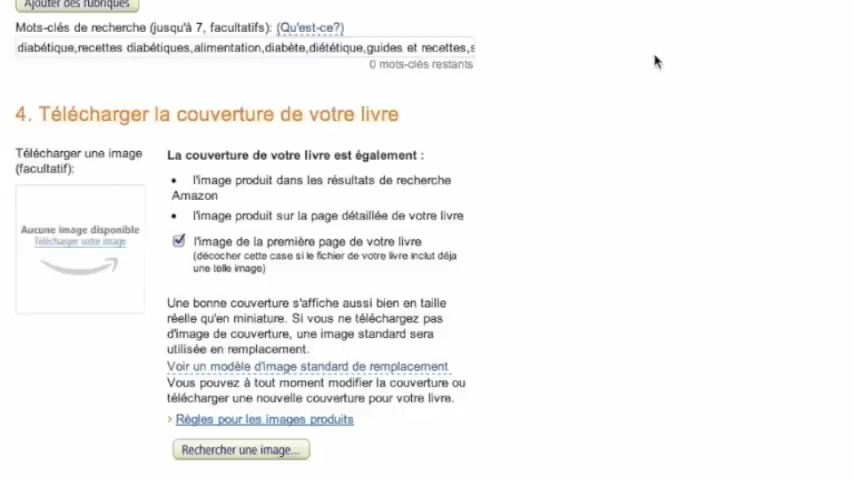 Ajouter des rubriques
Mots-clés de recherche (jusqu'à 7, facultatifs): (Qu'est-ce?)
diabétique,recettes diabétiques,alimentation,diabète,diététique,guides et recettes,s
0 mots-clés restants
4. Télécharger la couverture de votre livre
Télécharger une image
(facultatif):
Aucune image disponible
Télécharger votre image
La couverture de votre livre est également :
• l'image produit dans les résultats de recherche
Amazon
• l'image produit sur la page détaillée de votre livre
l'image de la première page de votre livre
(décocher cette case si le fichier de votre livre inclut déja
une telle image)
Une bonne couverture s'affiche aussi bien en taille
réelle qu'en miniature. Si vous ne téléchargez pas
d'image de couverture, une image standard sera
utilisée en remplacement.
Voir un modèle d'image standard de remplacement
Vous pouvez à tout moment modifier la couverture ou
télécharger une nouvelle couverture pour votre livre.
› Règles pour les images produits
Rechercher une image...